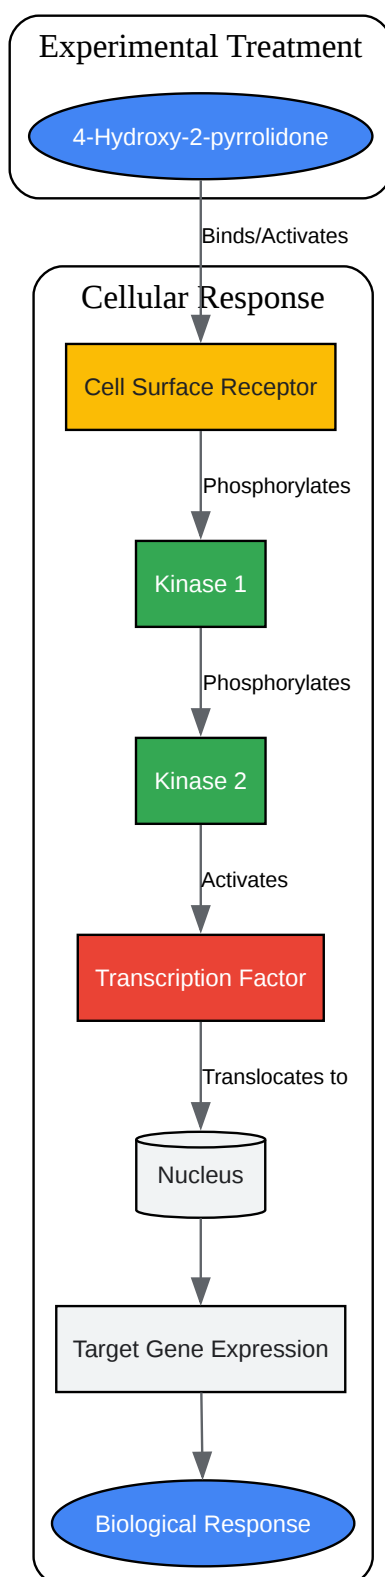 Experimental Treatment
4-Hydroxy-2-pyrrolidone
Binds/Activates
Cellular Response
Cell Surface Receptor
Phosphorylates
Kinase 1
Phosphorylates
Kinase 2
Activates
Transcription Factor
Translocates to
Nucleus
Target Gene Expression
Biological Response